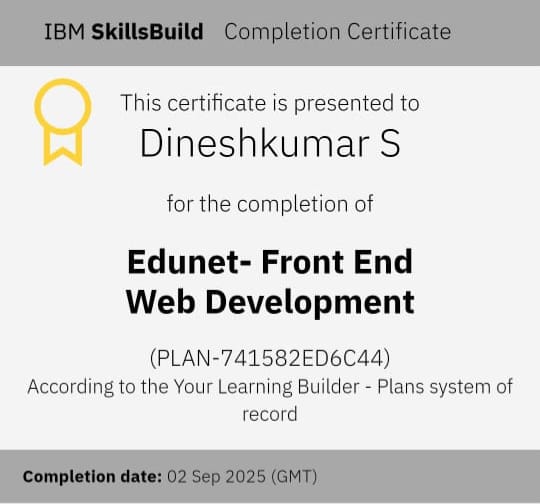 IBM SkillsBuild Completion Certificate
This certificate is presented to
Dineshkumar S
for the completion of
Edunet- Front End
Web Development
(PLAN-741582ED6C44)
According to the Your Learning Builder - Plans system of
record
Completion date: 02 Sep 2025 (GMT)